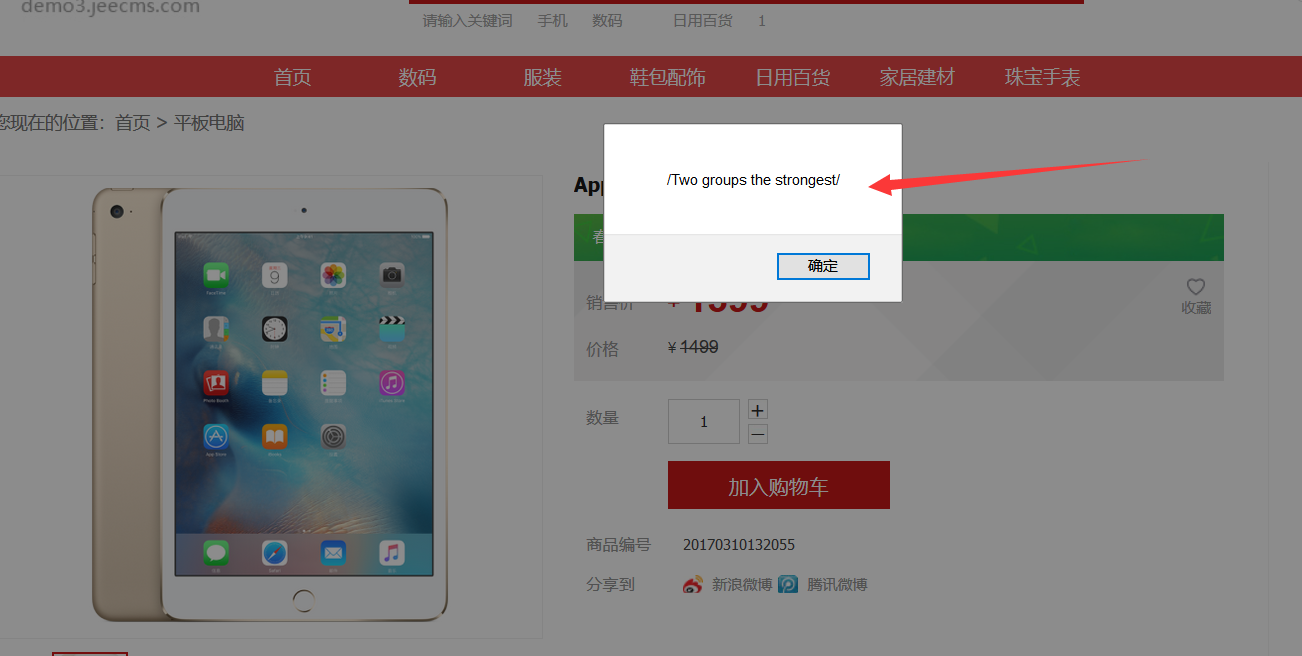 demo3.jeecms.com
请输入关键词 手机 数码 日用百货 1
首页 数码 服装 鞋包配饰 日用百货 家居建材 珠宝手表
您现在的位置：首页 > 平板电脑
/Two groups the strongest/
确定
App
销售价 ¥
收藏
价格 ¥ 1499
数量 1 + —
加入购物车
商品编号 20170310132055
分享到 新浪微博 腾讯微博
9